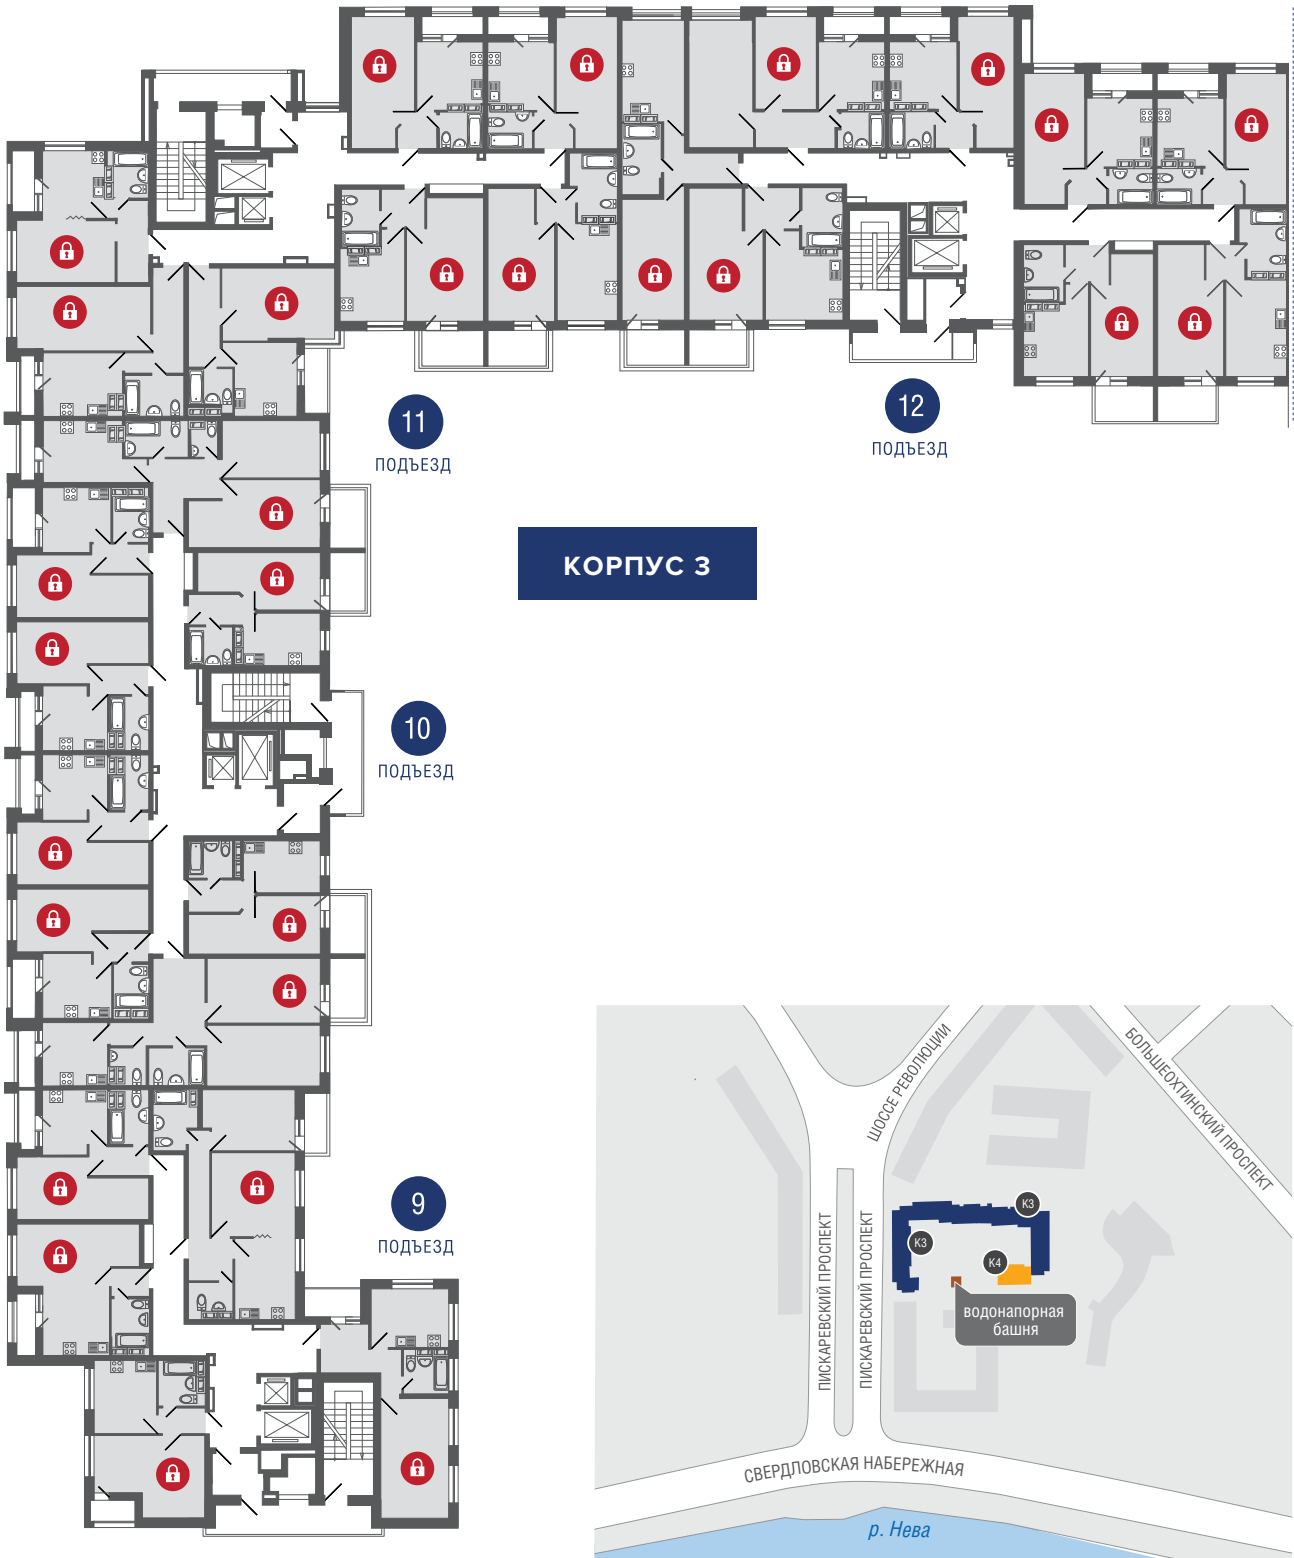 11
ПОДЪЕЗД
12
ПОДЪЕЗД
КОРПУС 3
10
ПОДЪЕЗД
9
ПОДЪЕЗД
ШОССЕ РЕВОЛЮЦИИ
БОЛЬШЕОХТИНСКИЙ ПРОСПЕКТ
ПИСКАРЕВСКИЙ ПРОСПЕКТ
ПИСКАРЕВСКИЙ ПРОСПЕКТ
К3
К3
К4
водонапорная
башня
СВЕРДЛОВСКАЯ НАБЕРЕЖНАЯ
р. Нева